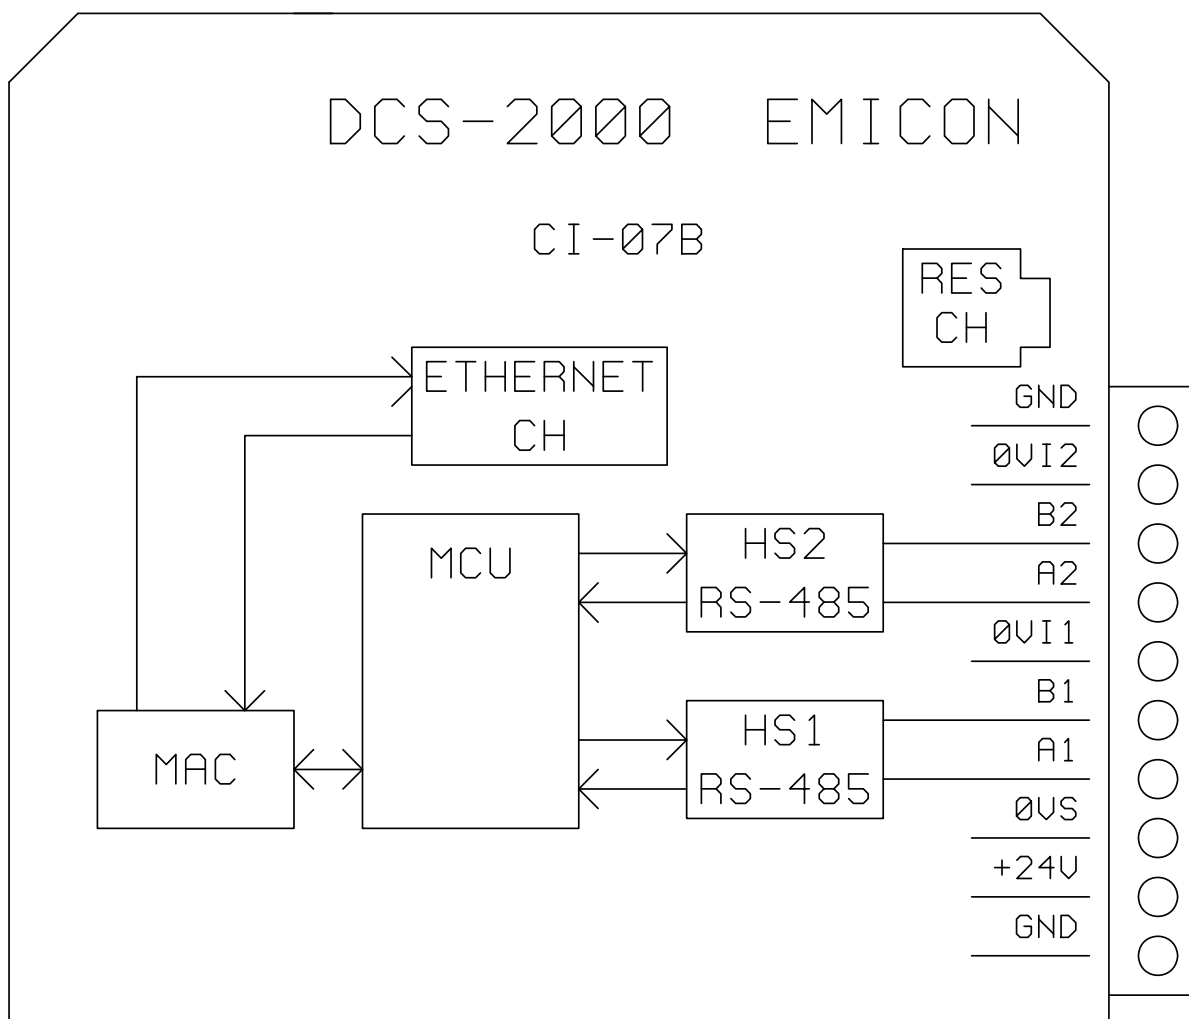 DCS-2000 EMICON
CI-07B
RES
CH
ETHERNET
CH
GND
0VI2
B2
A2
0VI1
B1
A1
0VS
+24V
GND
MCU
HS2
RS-485
HS1
RS-485
MAC